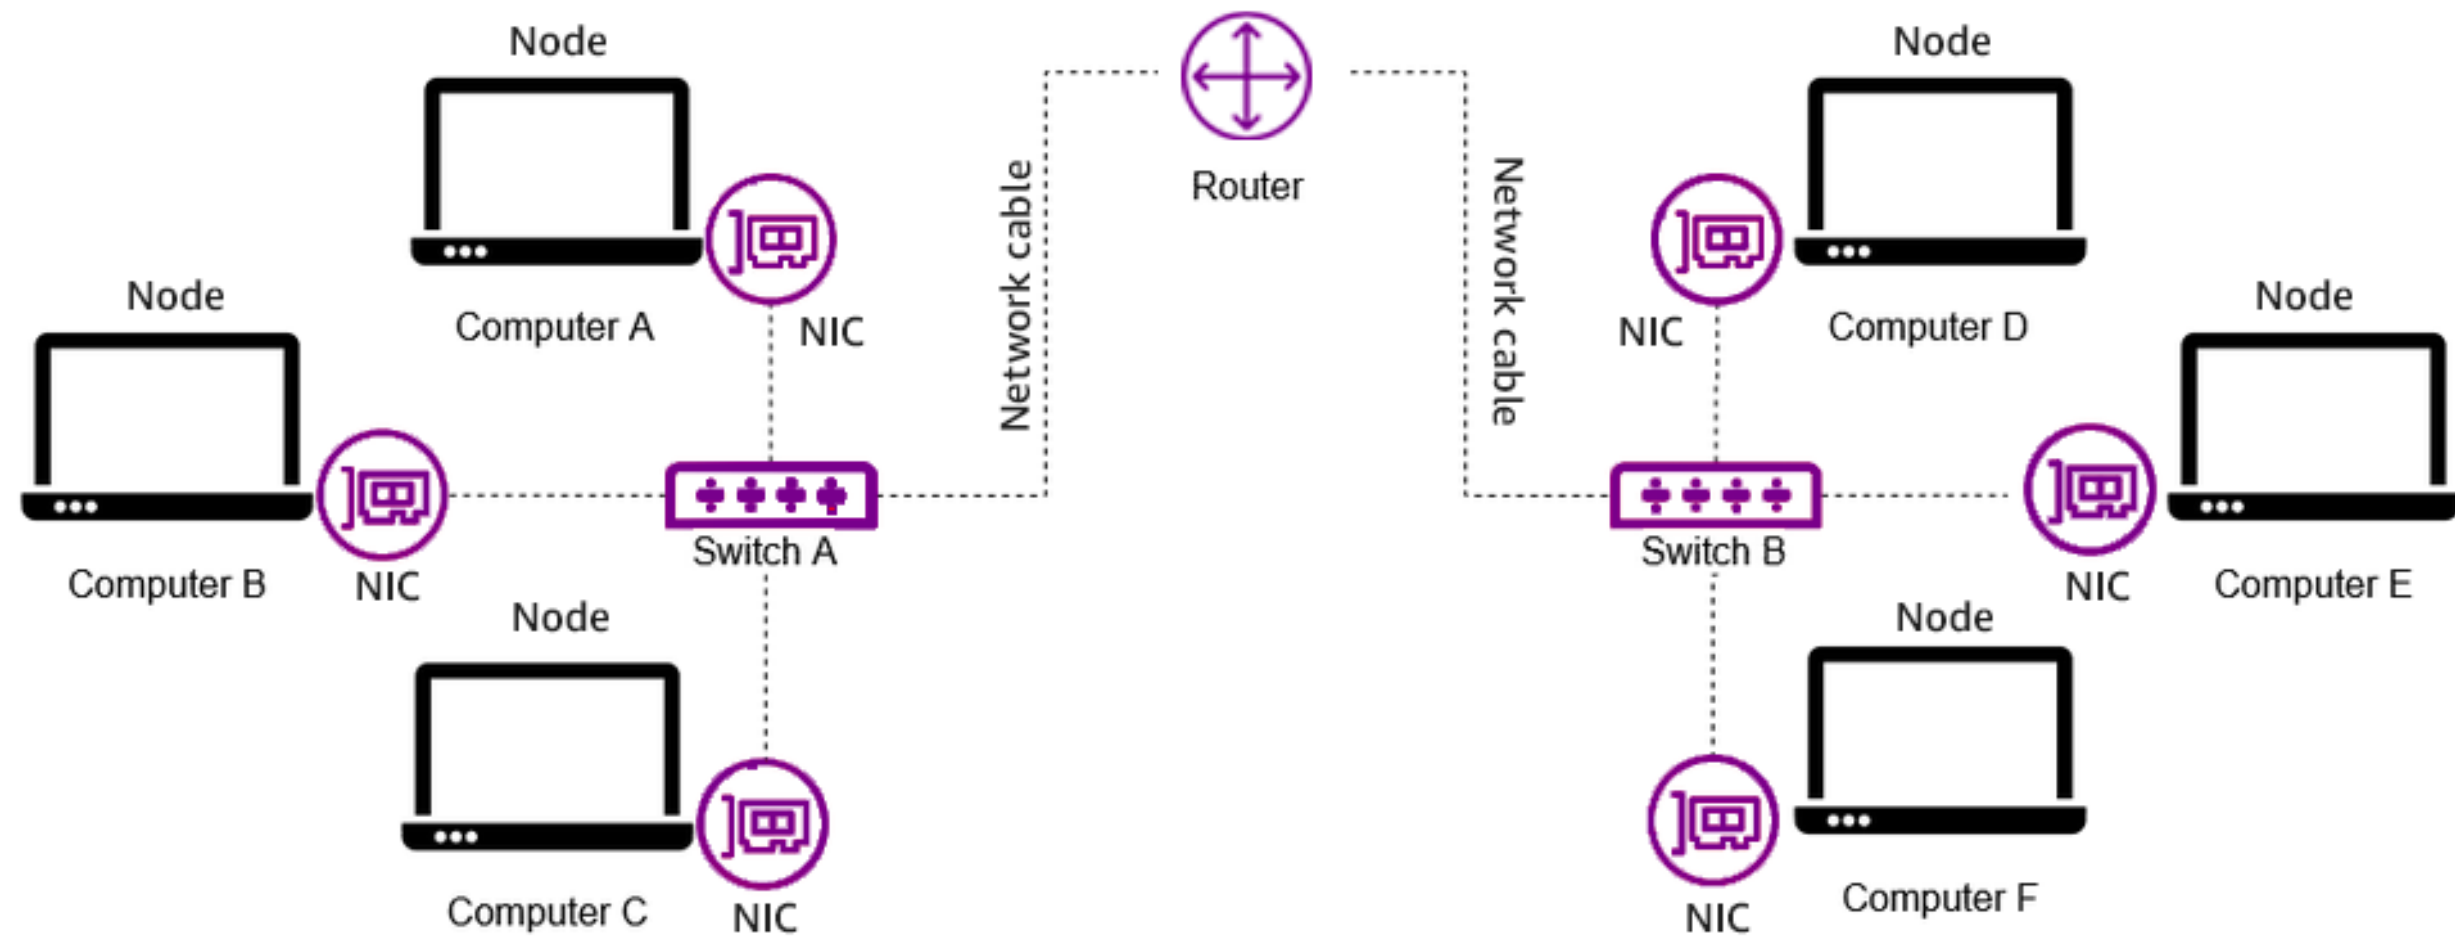 Node
Computer A
NIC
Node
Computer B
NIC
Node
Computer C
NIC
Switch A
Network cable
Router
Network cable
Switch B
Node
Computer D
NIC
Node
Computer E
NIC
Node
Computer F
NIC